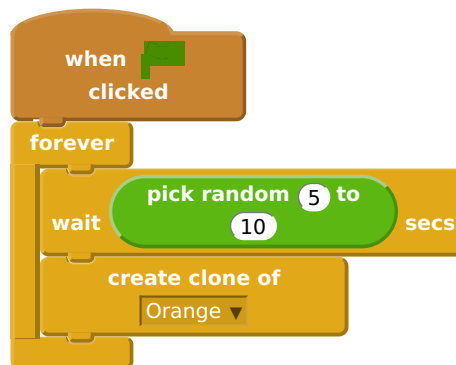 when
clicked
forever
pick random 5 to
wait 10 secs
create clone of
Orange ▼